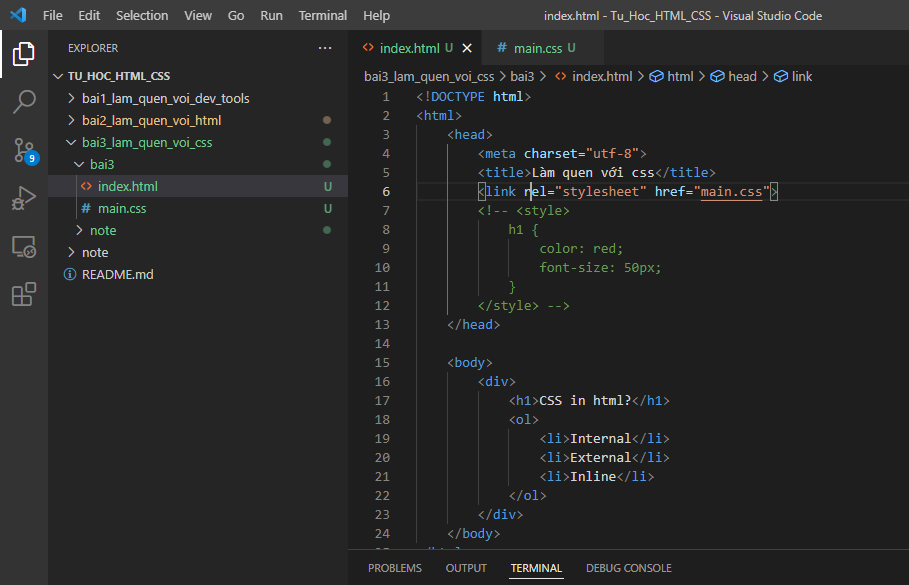 File Edit Selection View Go Run Terminal Help
index.html - Tu_Hoc_HTML_CSS - Visual Studio Code
EXPLORER
TU_HOC_HTML_CSS
bai1_lam_quen_voi_dev_tools
bai2_lam_quen_voi_html
bai3_lam_quen_voi_css
bai3
<> index.html U
# main.css U
note
note
README.md
9
<> index.html U
# main.css U
bai3_lam_quen_voi_css > bai3 > <> index.html > html > head > link
1 <!DOCTYPE html>
2 <html>
3 <head>
4 <meta charset="utf-8">
5 <title>Làm quen với css</title>
6 <link rel="stylesheet" href="main.css">
7 <!-- <style>
8 h1 {
9 color: red;
10 font-size: 50px;
11 }
12 </style> -->
13 </head>
14
15 <body>
16 <div>
17 <h1>CSS in html?</h1>
18 <ol>
19 <li>Internal</li>
20 <li>External</li>
21 <li>Inline</li>
22 </ol>
23 </div>
24 </body>
PROBLEMS OUTPUT TERMINAL DEBUG CONSOLE